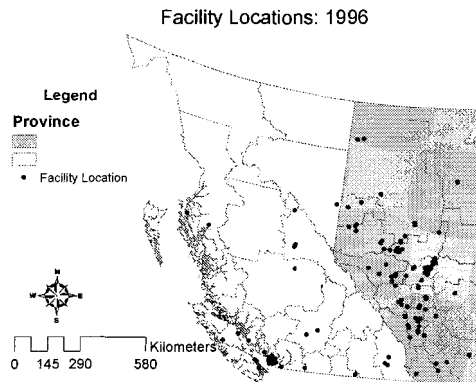 Facility Locations: 1996
Legend
Province
Facility Location
N
W E
S
Kilometers
0 145 290 580